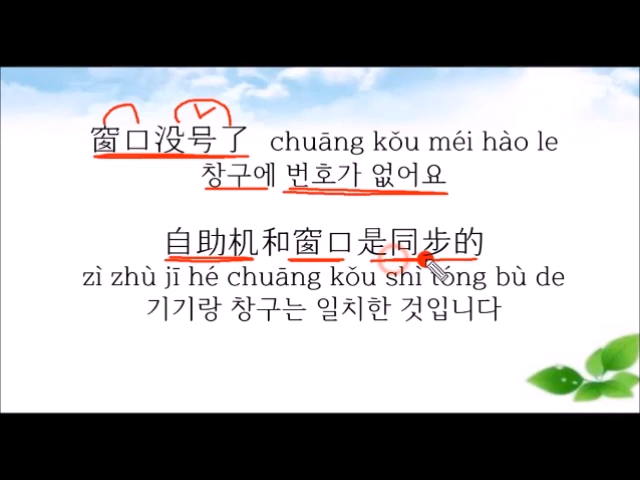 窗口没号了 chuāng kǒu méi hào le
창구에 번호가 없어요
自助机和窗口是同步的
zì zhù jī hé chuāng kǒu shì tóng bù de
기기랑 창구는 일치한 것입니다